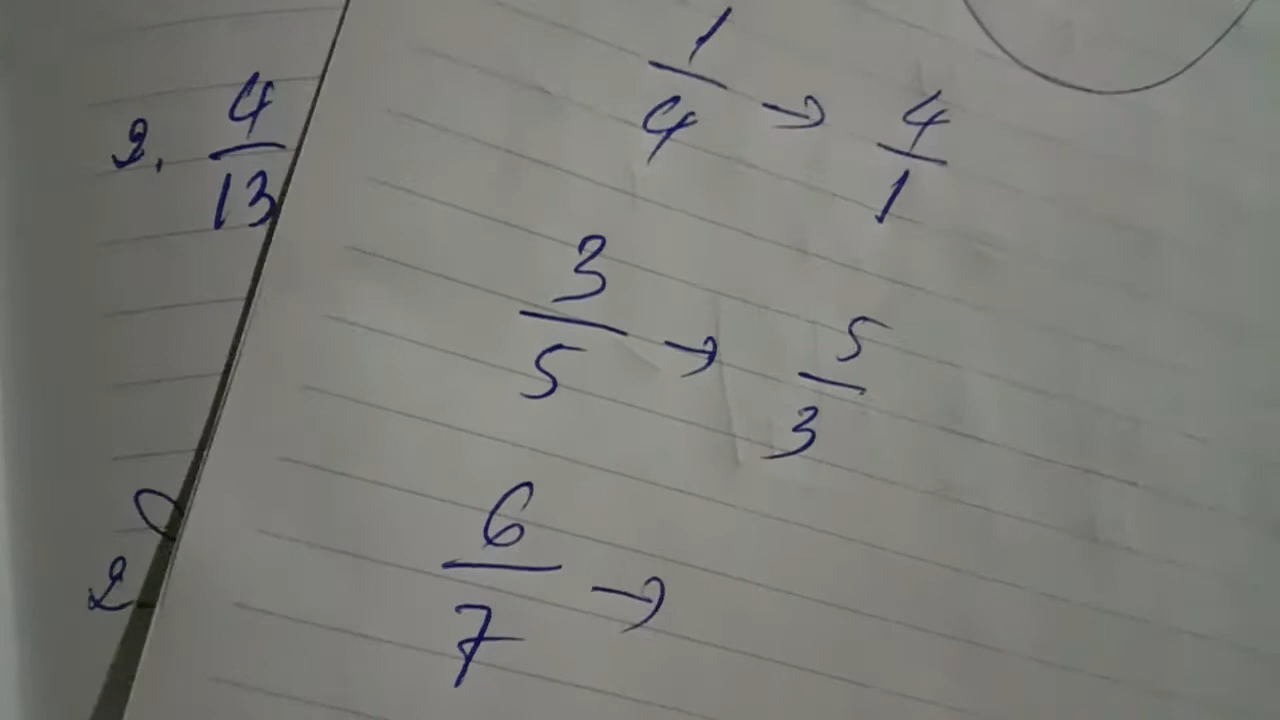 2. 4/13
2
1/4 → 4/1
3/5 → 5/3
6/7 →